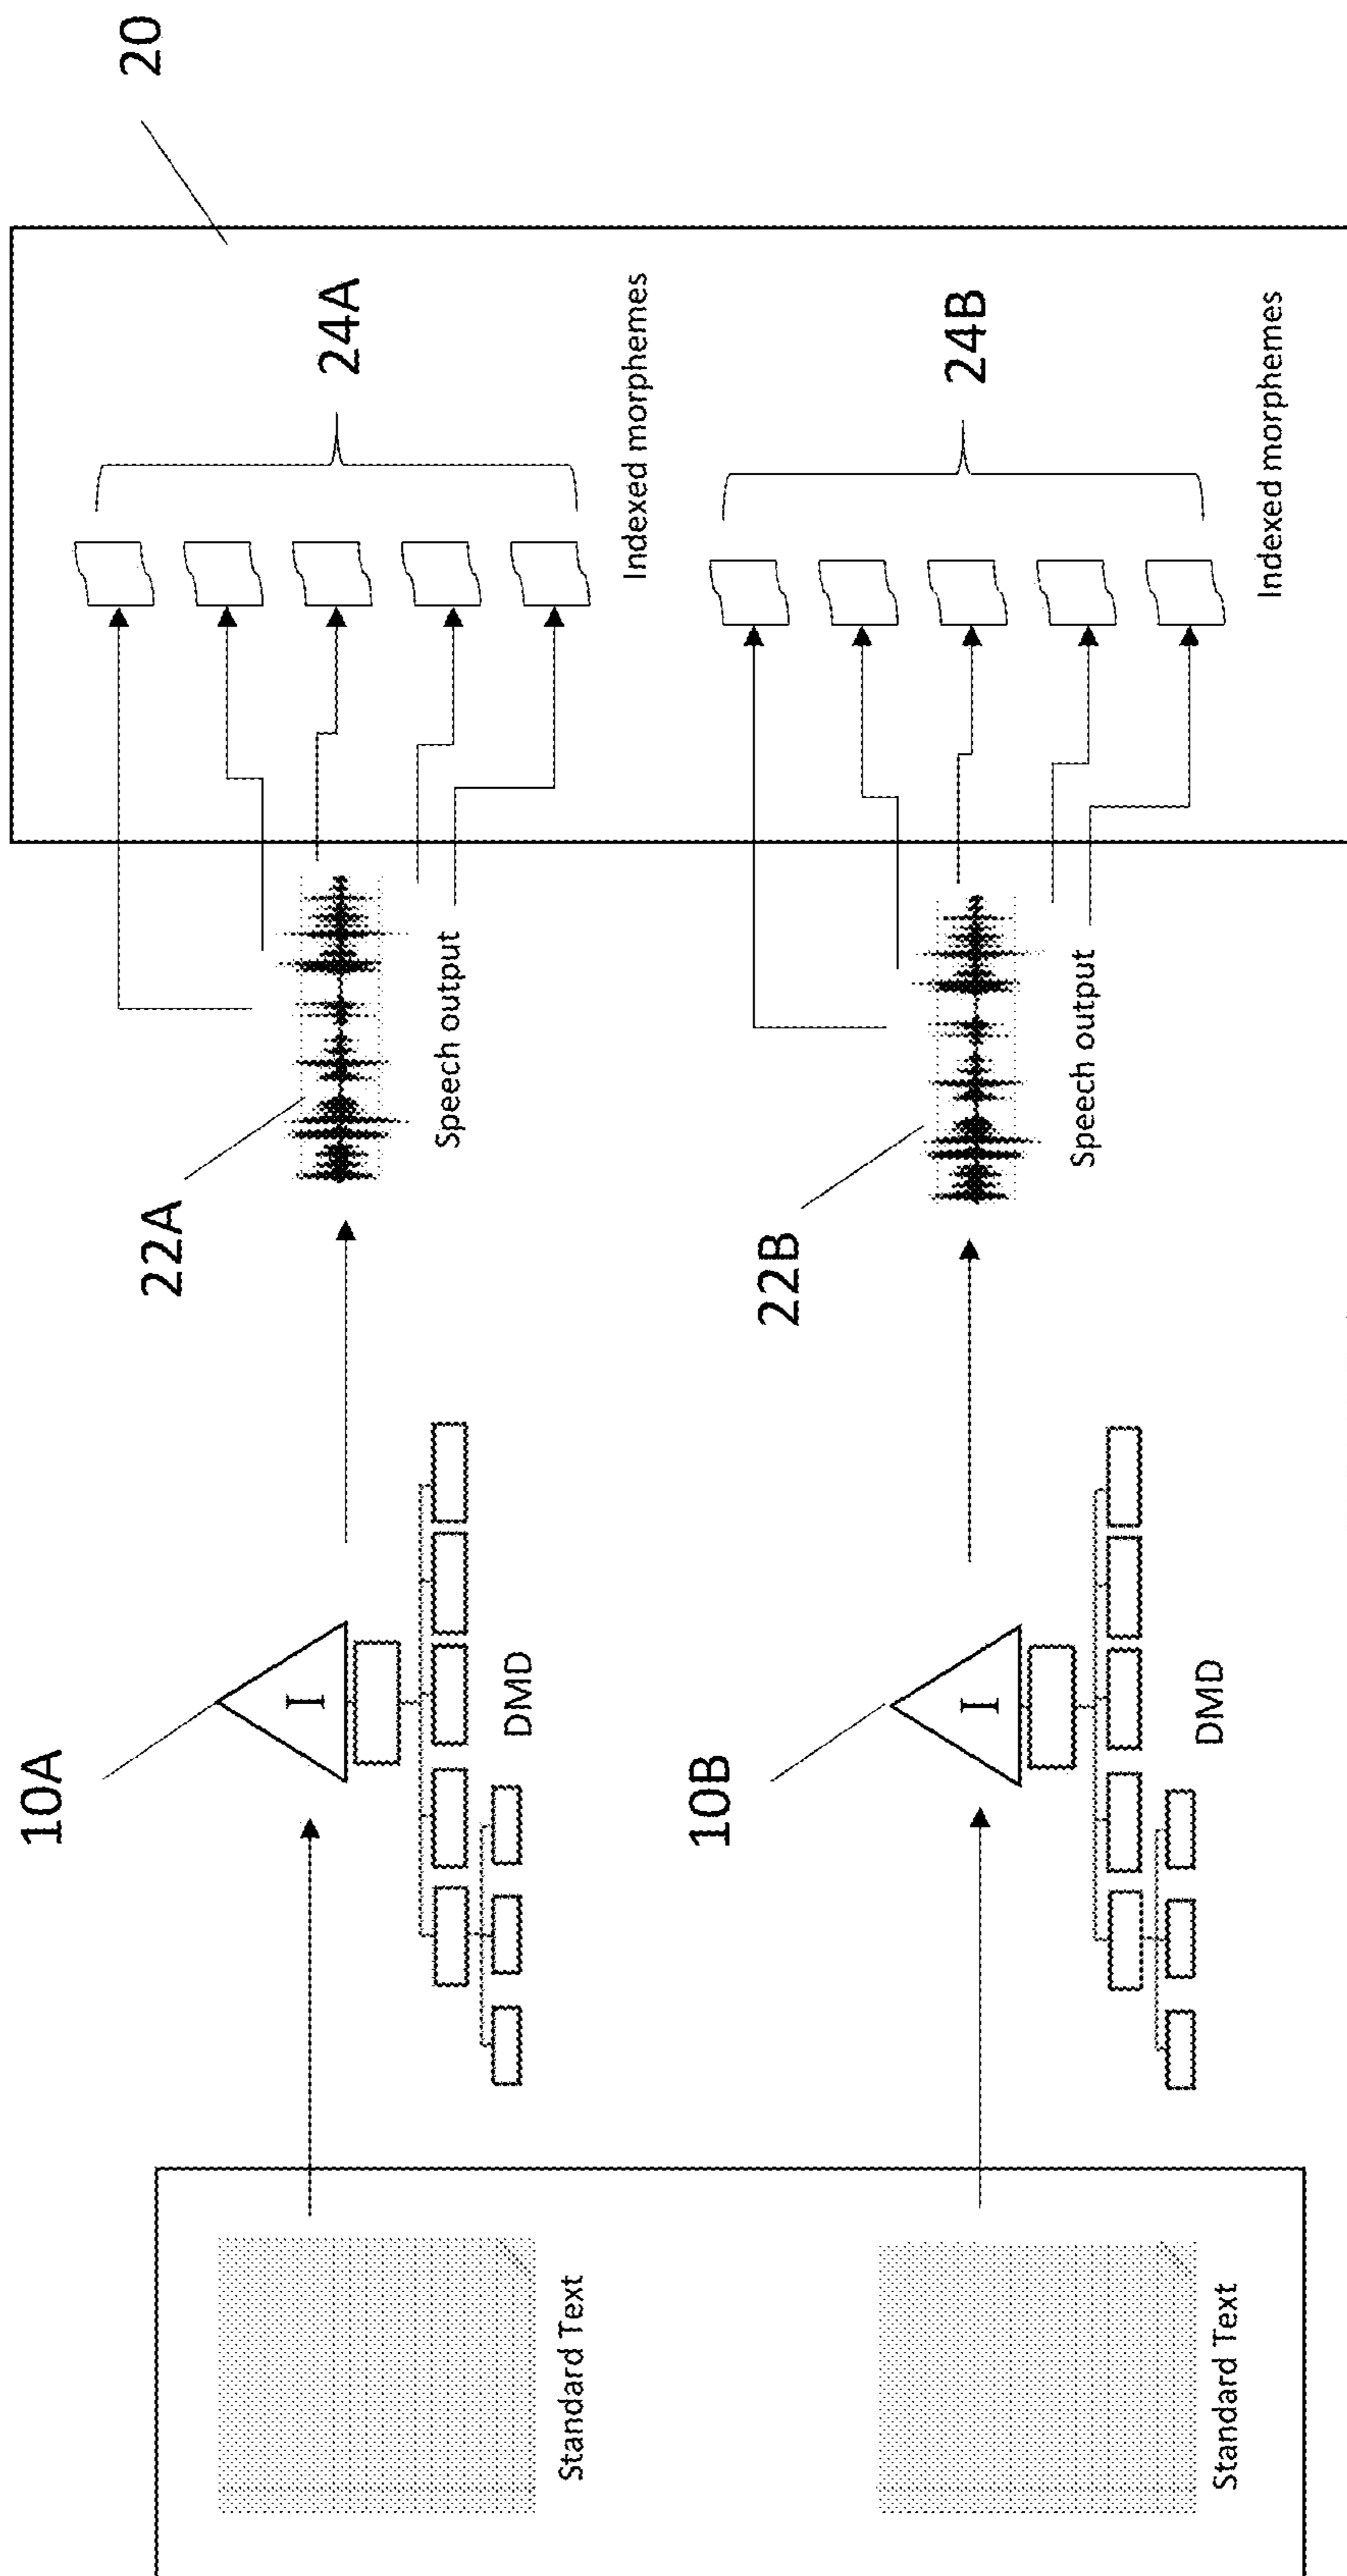 20
24A
Indexed morphemes
22A
Speech output
10A
I
DMD
Standard Text
24B
Indexed morphemes
22B
Speech output
10B
I
DMD
Standard Text